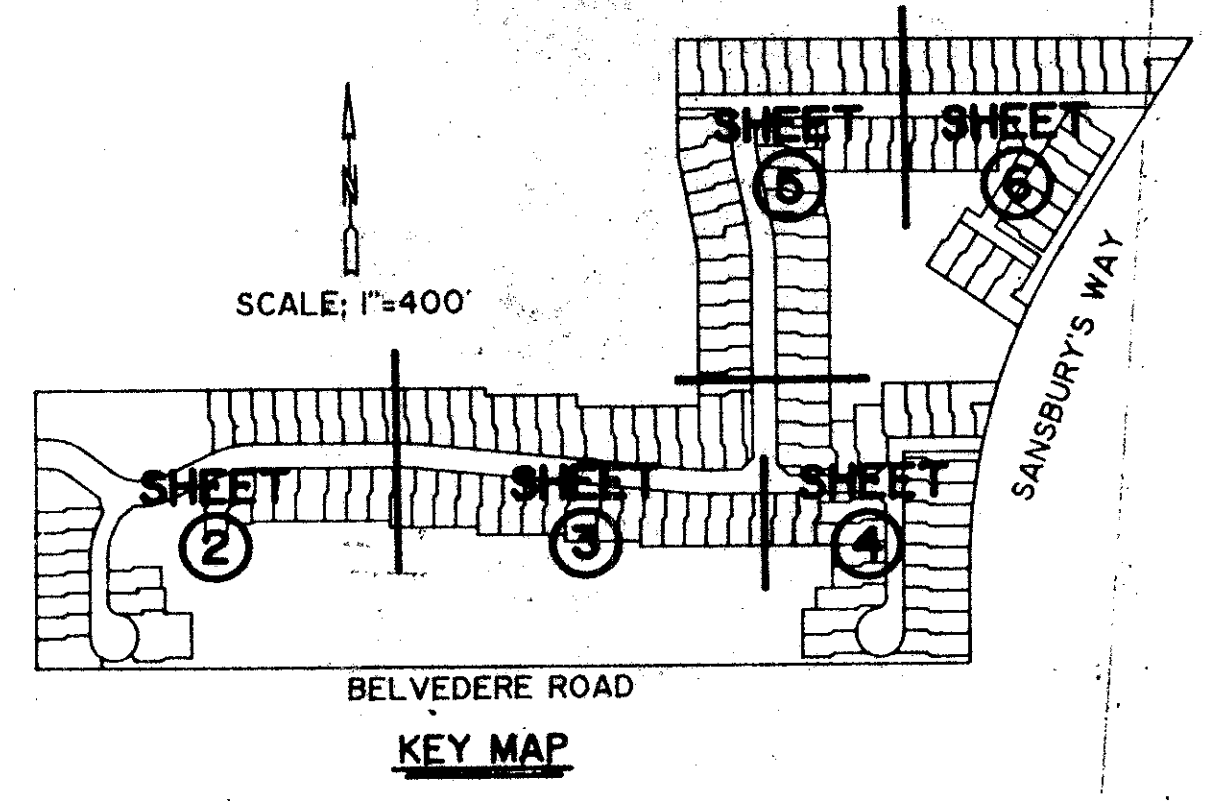 SHEET
5
SHEET
6
N
SCALE; 1"=400'
SANSBURY'S WAY
SHEET
2
SHEET
3
SHEET
4
BELVEDERE ROAD
KEY MAP